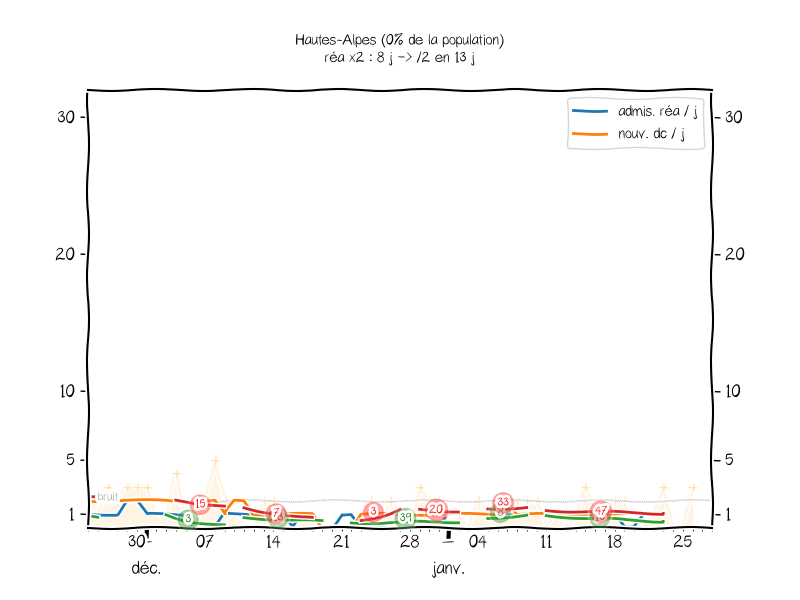 Hautes-Alpes (0% de la population)
réa x2 : 8 j -> /2 en 13 j
admis. réa / j
nouv. dc / j
30 30
20 20
10 10
5 5
bruit
15 3 7 3 39 20 33 47
1 1
30 07 14 21 28 04 11 18 25
déc. janv.